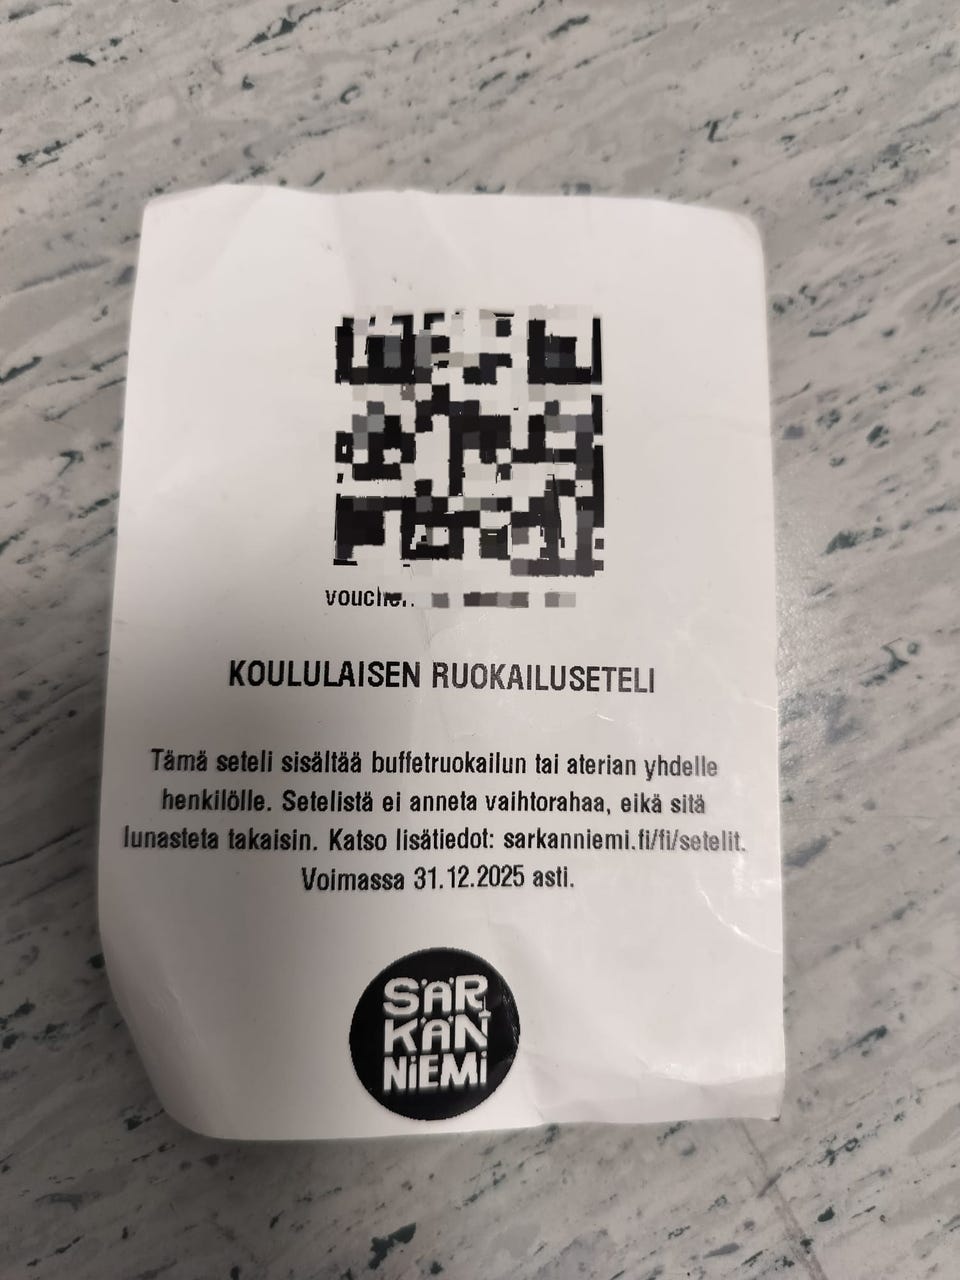 voucher
KOULULAISEN RUOKAILUSETELI
Tämä seteli sisältää buffetruokailun tai aterian yhdelle
henkilölle. Setelistä ei anneta vaihtorahaa, eikä sitä
lunasteta takaisin. Katso lisätiedot: sarkanniemi.fi/fi/setelit.
Voimassa 31.12.2025 asti.
SÄR
KÄN
NiEMi